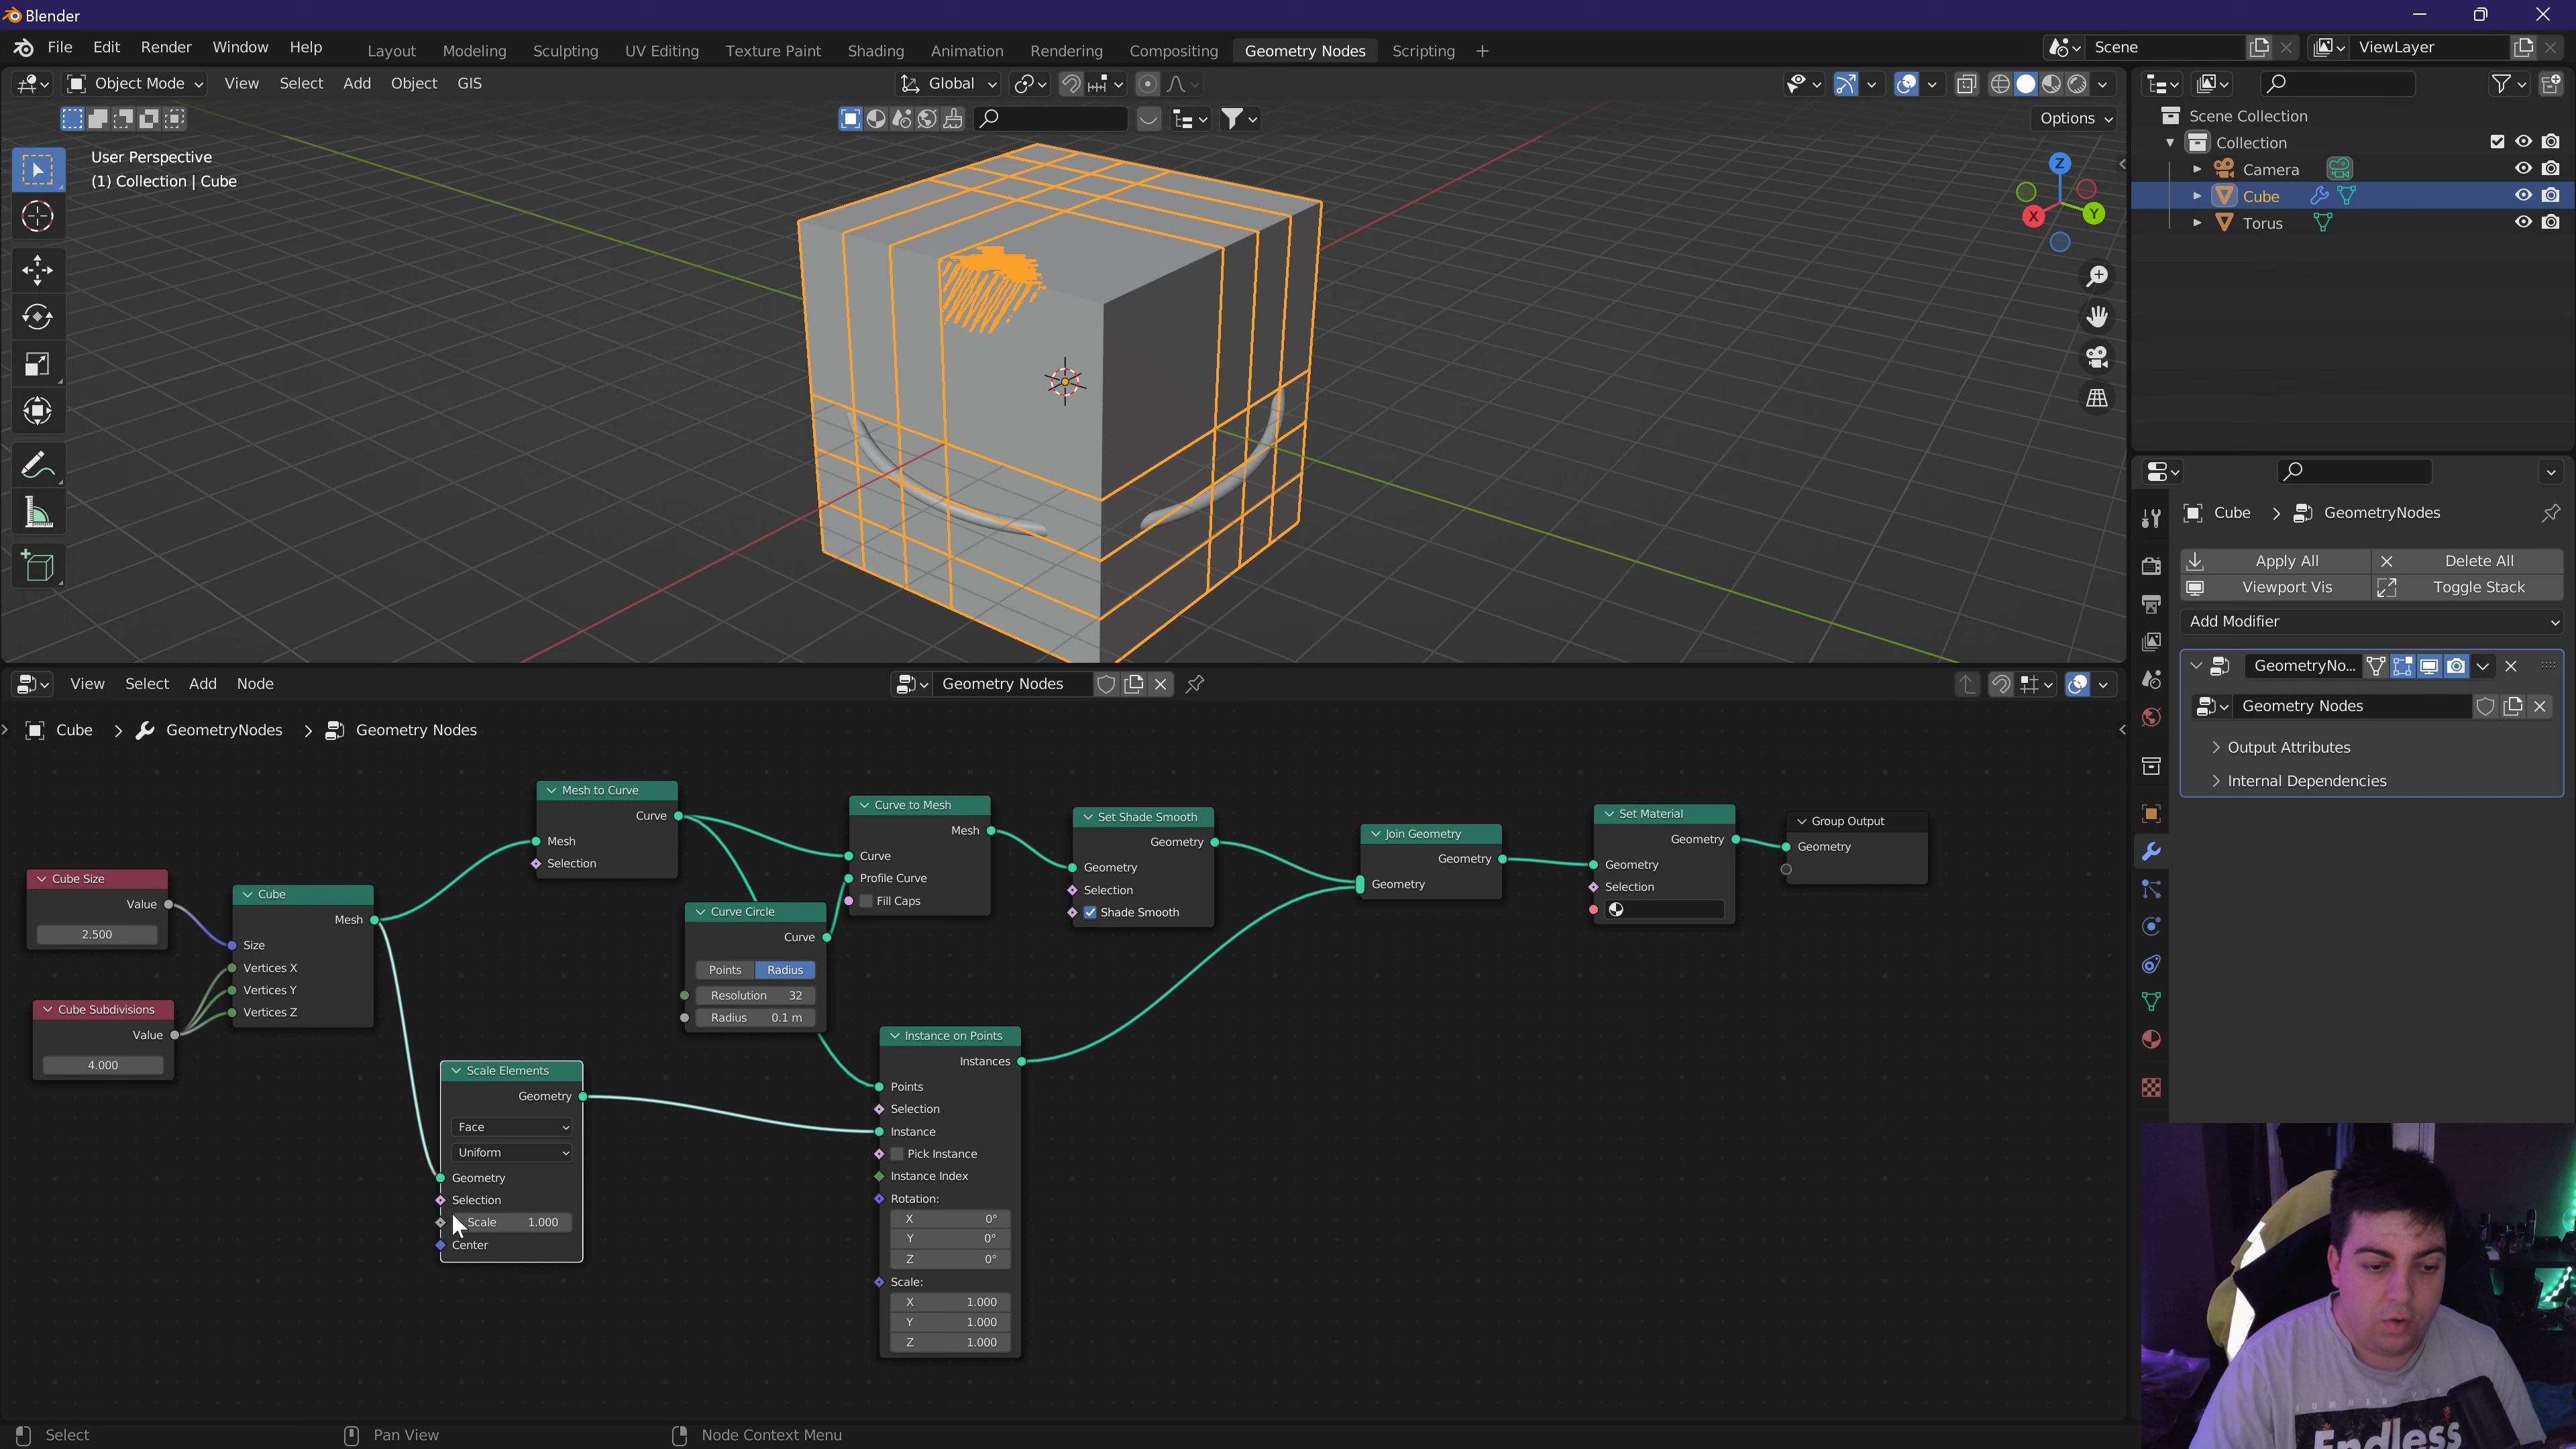 Blender
File Edit Render Window Help Layout Modeling Sculpting UV Editing Texture Paint Shading Animation Rendering Compositing Geometry Nodes Scripting + Scene ViewLayer
Object Mode View Select Add Object GIS Global
Options
User Perspective
(1) Collection | Cube
Z
X
Y
Scene Collection
Collection
Camera
Cube
Torus
Cube > GeometryNodes
Apply All Delete All
Viewport Vis Toggle Stack
Add Modifier
GeometryNo...
Geometry Nodes
Output Attributes
Internal Dependencies
View Select Add Node Geometry Nodes
Cube > GeometryNodes > Geometry Nodes
Cube Size
Value
2.500
Cube Subdivisions
Value
4.000
Cube
Mesh
Size
Vertices X
Vertices Y
Vertices Z
Mesh to Curve
Curve
Mesh
Selection
Scale Elements
Geometry
Face
Uniform
Geometry
Selection
Scale 1.000
Center
Curve Circle
Curve
Points Radius
Resolution 32
Radius 0.1 m
Curve to Mesh
Mesh
Curve
Profile Curve
Fill Caps
Instance on Points
Instances
Points
Selection
Instance
Pick Instance
Instance Index
Rotation:
X 0°
Y 0°
Z 0°
Scale:
X 1.000
Y 1.000
Z 1.000
Set Shade Smooth
Geometry
Geometry
Selection
Shade Smooth
Join Geometry
Geometry
Geometry
Set Material
Geometry
Geometry
Selection
Group Output
Geometry
Select Pan View Node Context Menu
Endless